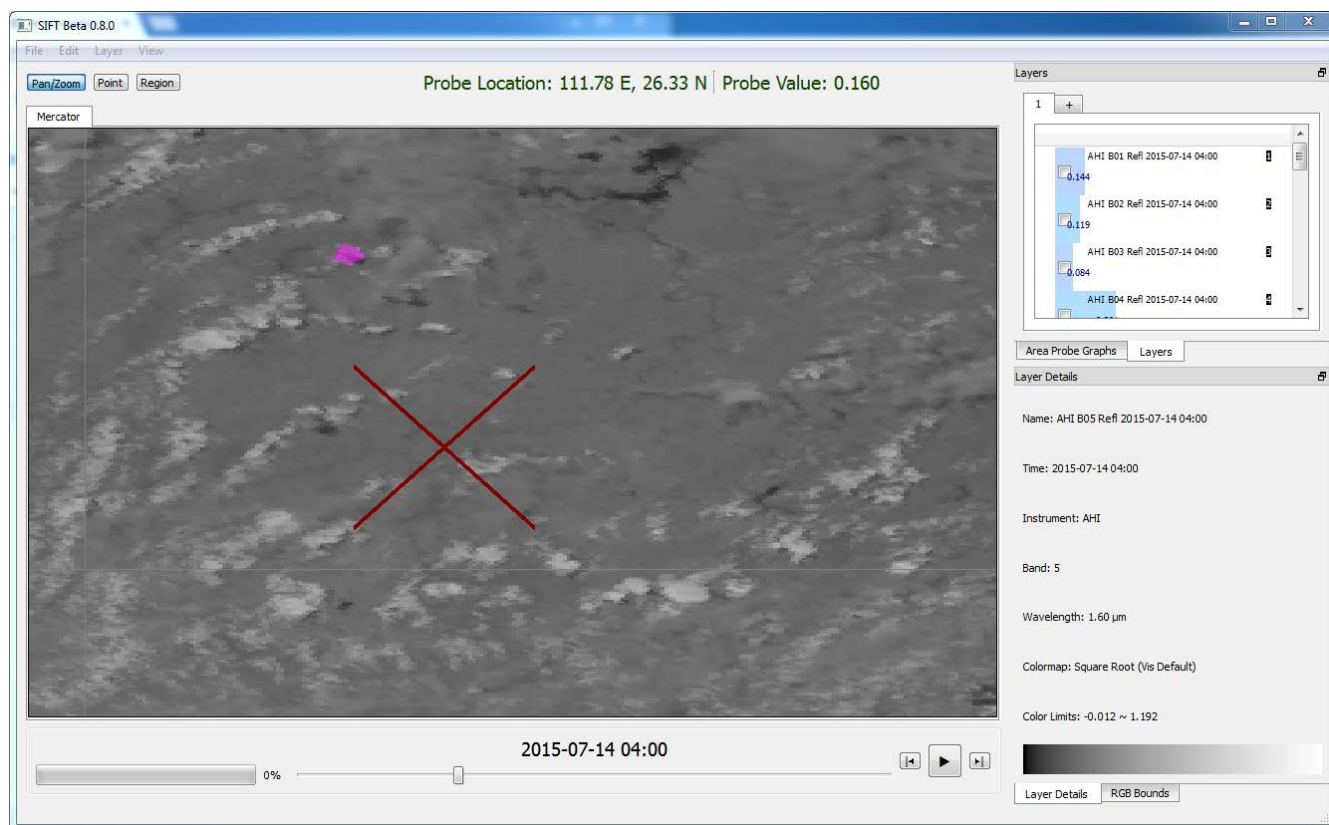 SIFT Beta 0.8.0
File Edit Layer View
Pan/Zoom Point Region
Probe Location: 111.78 E, 26.33 N Probe Value: 0.160
Mercator
2015-07-14 04:00
0%
Layers
1 +
AHI B01 Refl 2015-07-14 04:00 1
0.144
AHI B02 Refl 2015-07-14 04:00 2
0.119
AHI B03 Refl 2015-07-14 04:00 3
0.084
AHI B04 Refl 2015-07-14 04:00 4
Area Probe Graphs Layers
Layer Details
Name: AHI B05 Refl 2015-07-14 04:00
Time: 2015-07-14 04:00
Instrument: AHI
Band: 5
Wavelength: 1.60 µm
Colormap: Square Root (Vis Default)
Color Limits: -0.012 ~ 1.192
Layer Details RGB Bounds